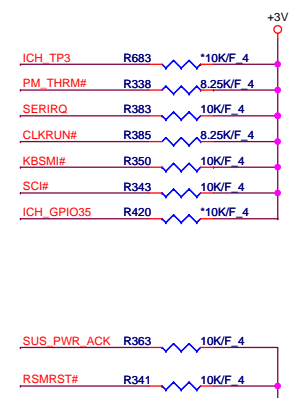 +3V
ICH_TP3 R683 *10K/F_4
PM_THRM# R338 8.25K/F_4
SERIRQ R383 10K/F_4
CLKRUN# R385 8.25K/F_4
KBSMI# R350 10K/F_4
SCI# R343 10K/F_4
ICH_GPIO35 R420 *10K/F_4
SUS_PWR_ACK R363 10K/F_4
RSMRST# R341 10K/F_4